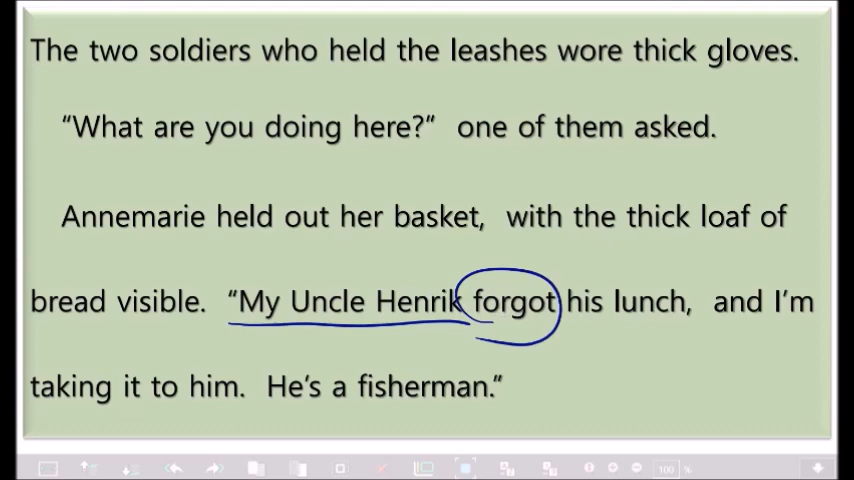 The two soldiers who held the leashes wore thick gloves.
"What are you doing here?" one of them asked.
Annemarie held out her basket, with the thick loaf of
bread visible. "My Uncle Henrik forgot his lunch, and I'm
taking it to him. He's a fisherman."
100 %